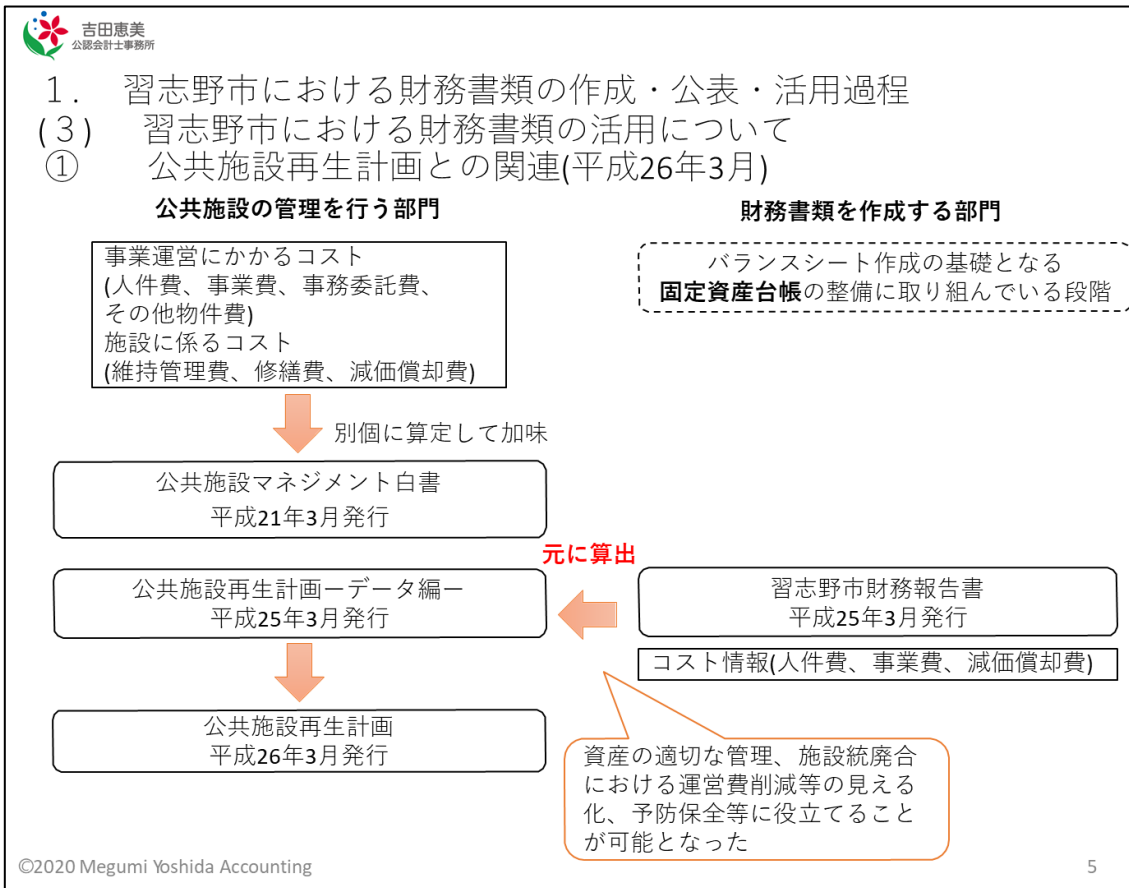 吉田恵美
公認会計士事務所
1. 習志野市における財務書類の作成・公表・活用過程
(3) 習志野市における財務書類の活用について
① 公共施設再生計画との関連(平成26年3月)
公共施設の管理を行う部門
事業運営にかかるコスト
(人件費、事業費、事務委託費、
その他物件費)
施設に係るコスト
(維持管理費、修繕費、減価償却費)
別個に算定して加味
公共施設マネジメント白書
平成21年3月発行
公共施設再生計画ーデータ編ー
平成25年3月発行
公共施設再生計画
平成26年3月発行
財務書類を作成する部門
バランスシート作成の基礎となる
固定資産台帳の整備に取り組んでいる段階
元に算出
習志野市財務報告書
平成25年3月発行
コスト情報(人件費、事業費、減価償却費)
資産の適切な管理、施設統廃合
における運営費削減等の見える
化、予防保全等に役立てること
が可能となった
©2020 Megumi Yoshida Accounting
5